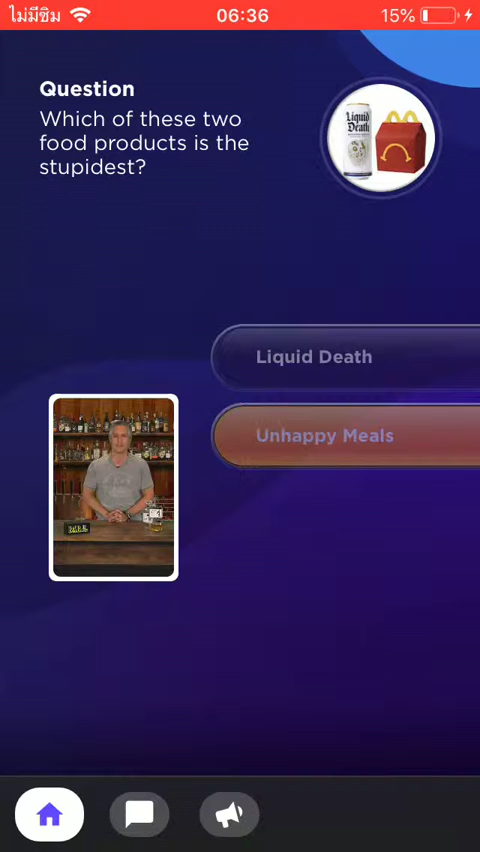 ไม่มีซิม 06:36 15%
Question
Which of these two
food products is the
stupidest?
Liquid
Death
Liquid Death
Unhappy Meals